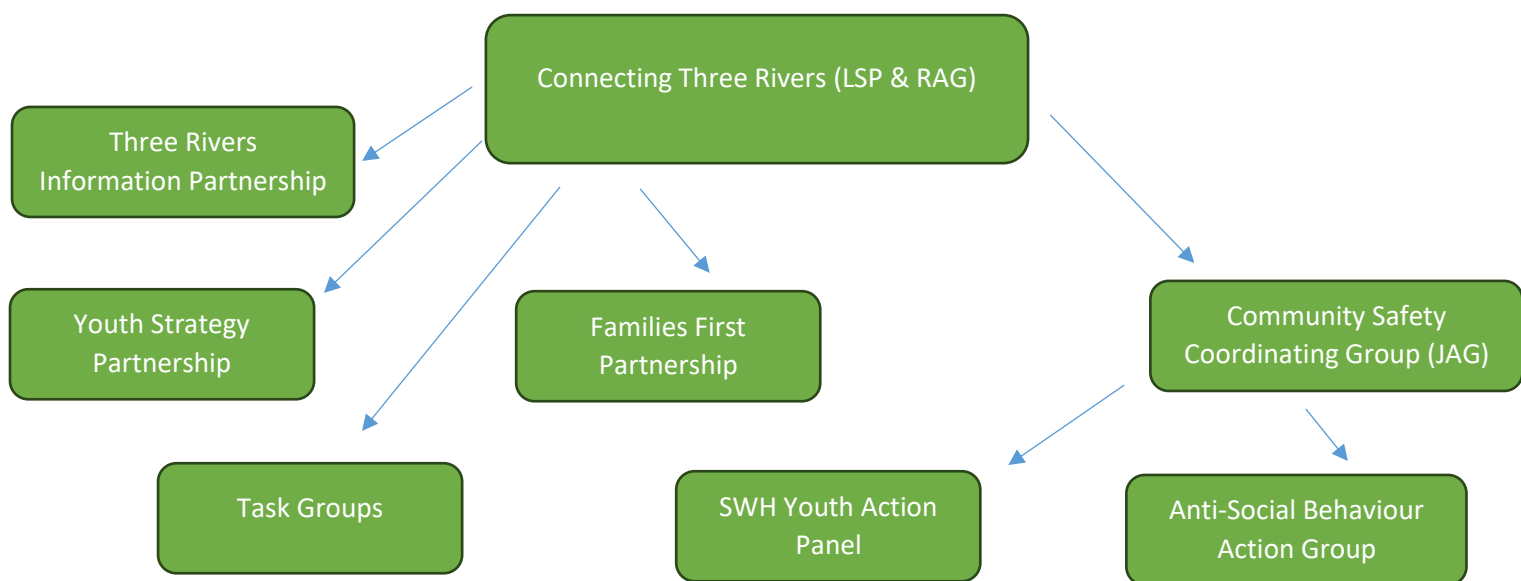 Connecting Three Rivers (LSP & RAG)
Three Rivers
Information Partnership
Youth Strategy
Partnership
Families First
Partnership
Community Safety
Coordinating Group (JAG)
Task Groups
SWH Youth Action
Panel
Anti-Social Behaviour
Action Group